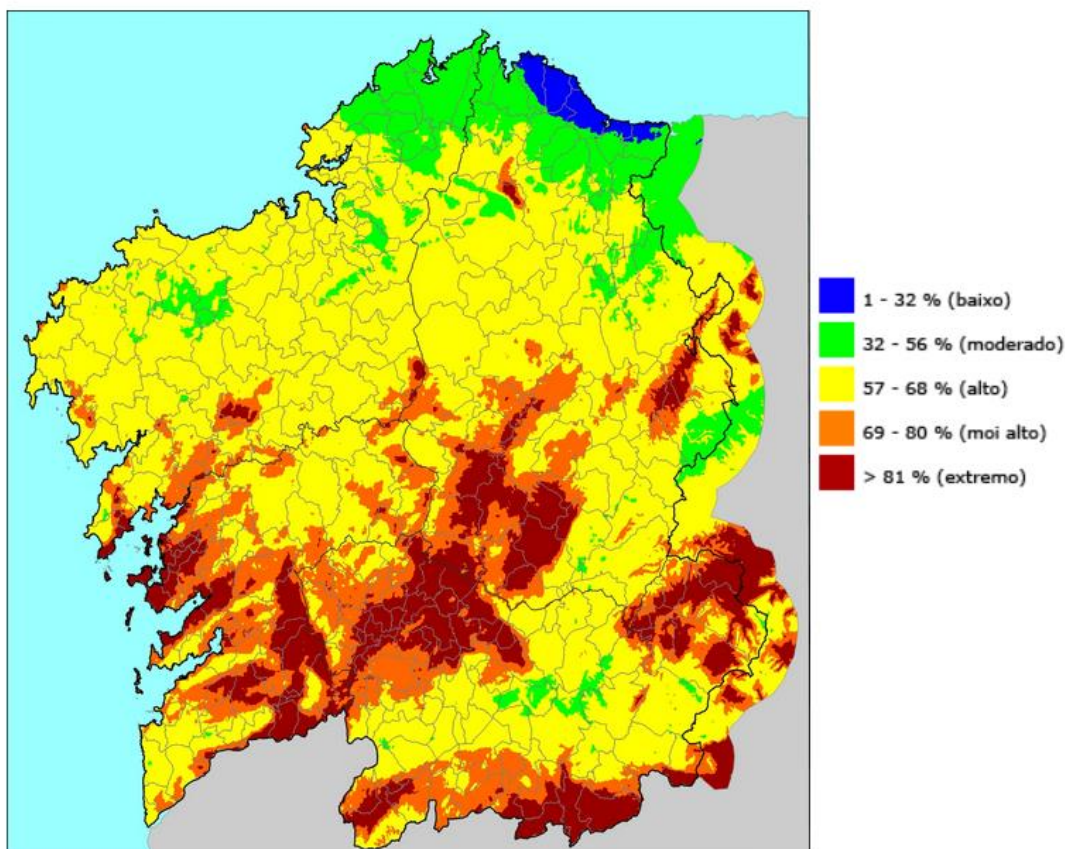 1 - 32 % (baixo)
32 - 56 % (moderado)
57 - 68 % (alto)
69 - 80 % (moi alto)
> 81 % (extremo)